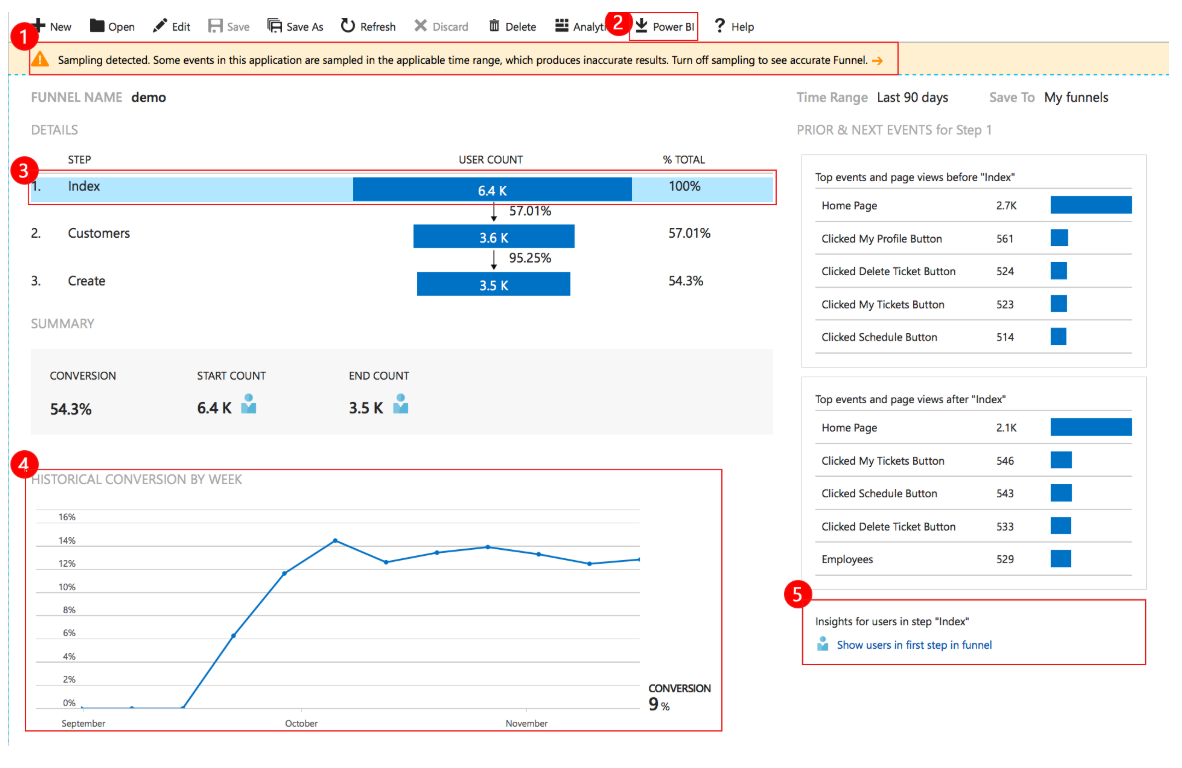 New Open Edit Save Save As Refresh Discard Delete Analyti 2 Power BI ? Help
1
Sampling detected. Some events in this application are sampled in the applicable time range, which produces inaccurate results. Turn off sampling to see accurate Funnel. →
FUNNEL NAME demo
Time Range Last 90 days Save To My funnels
DETAILS
PRIOR & NEXT EVENTS for Step 1
STEP USER COUNT % TOTAL
3
1. Index 6.4 K 100%
57.01%
2. Customers 3.6 K 57.01%
95.25%
3. Create 3.5 K 54.3%
SUMMARY
CONVERSION START COUNT END COUNT
54.3% 6.4 K 3.5 K
Top events and page views before "Index"
Home Page 2.7K
Clicked My Profile Button 561
Clicked Delete Ticket Button 524
Clicked My Tickets Button 523
Clicked Schedule Button 514
Top events and page views after "Index"
Home Page 2.1K
Clicked My Tickets Button 546
Clicked Schedule Button 543
Clicked Delete Ticket Button 533
Employees 529
4
HISTORICAL CONVERSION BY WEEK
16%
14%
12%
10%
8%
6%
4%
2%
0%
September October November
CONVERSION
9 %
5
Insights for users in step "Index"
Show users in first step in funnel